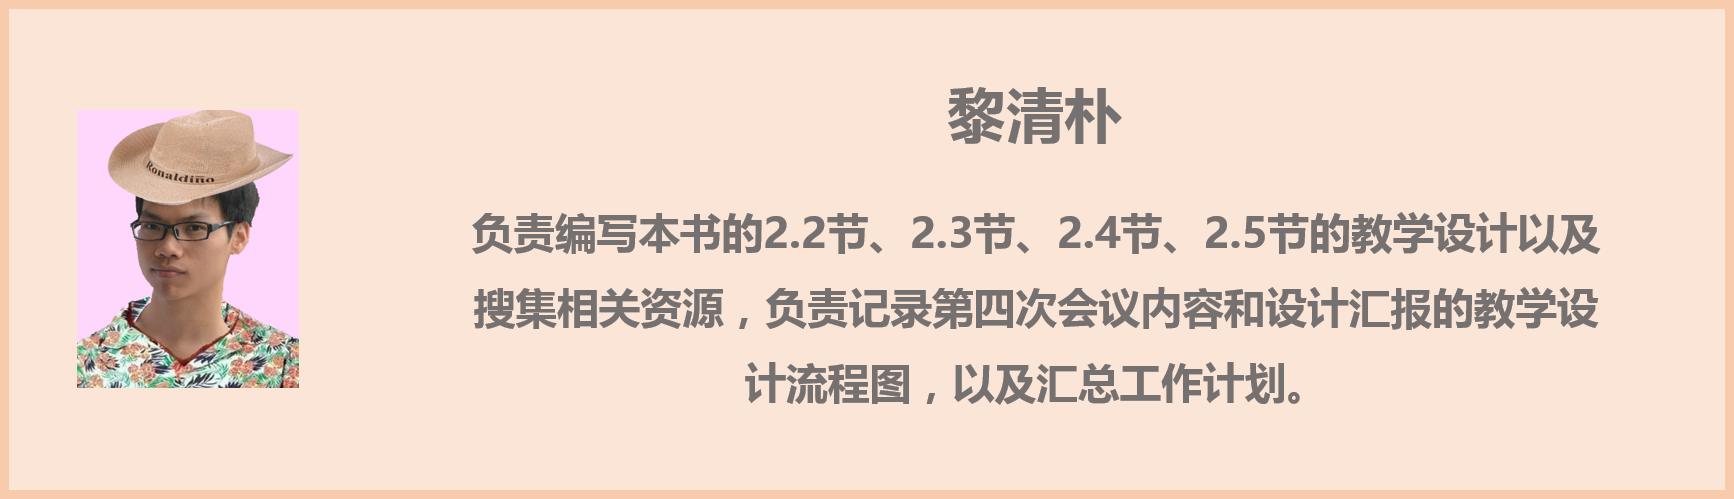 黎清朴
Ronaldino
负责编写本书的2.2节、2.3节、2.4节、2.5节的教学设计以及
搜集相关资源，负责记录第四次会议内容和设计汇报的教学设
计流程图，以及汇总工作计划。